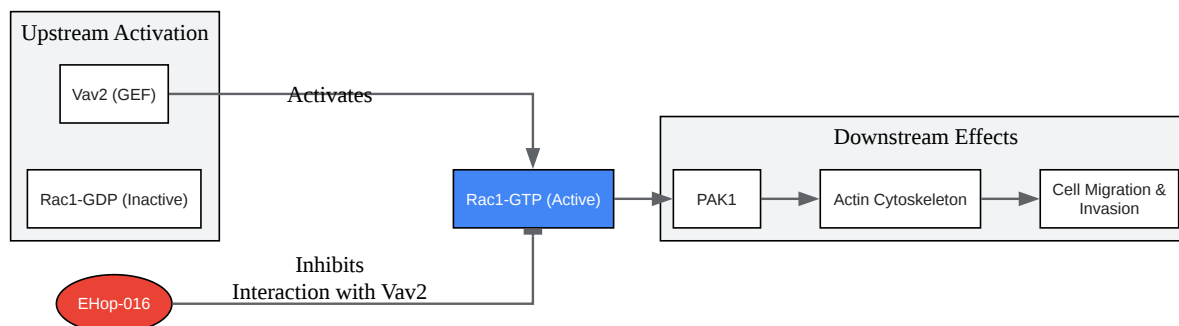 Upstream Activation
Vav2 (GEF)
Activates
Rac1-GDP (Inactive)
Rac1-GTP (Active)
Downstream Effects
PAK1
Actin Cytoskeleton
Cell Migration &
Invasion
Inhibits
Interaction with Vav2
EHop-016